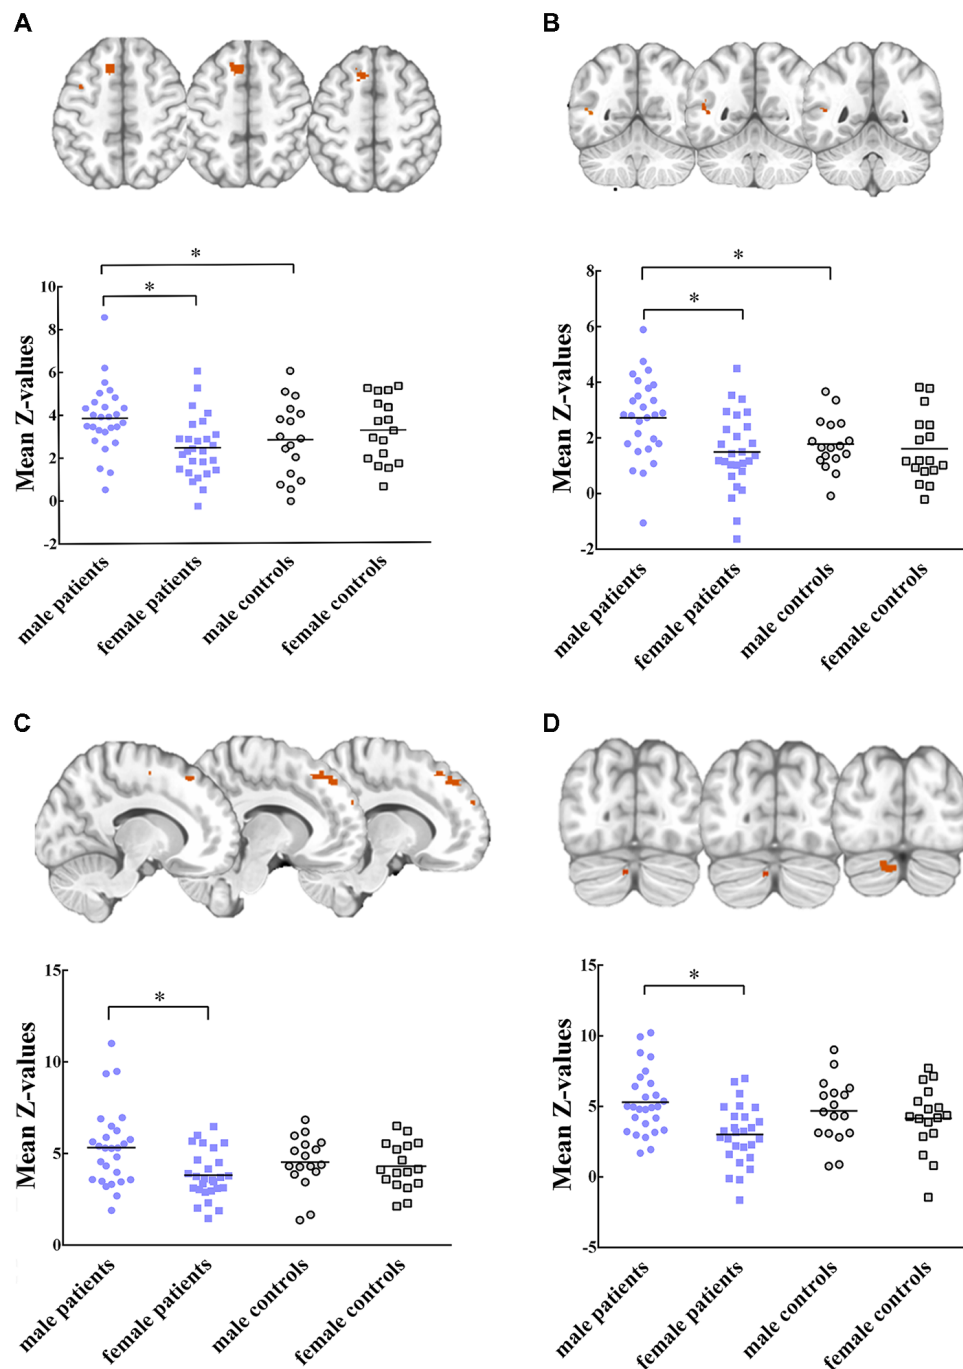 A
B
*
*
10
8
6
4
2
0
-2
Mean Z-values
male patients
female patients
male controls
female controls
*
*
8
6
4
2
0
-2
Mean Z-values
male patients
female patients
male controls
female controls
C
D
*
15
10
5
0
Mean Z-values
male patients
female patients
male controls
female controls
*
15
10
5
0
-5
Mean Z-values
male patients
female patients
male controls
female controls